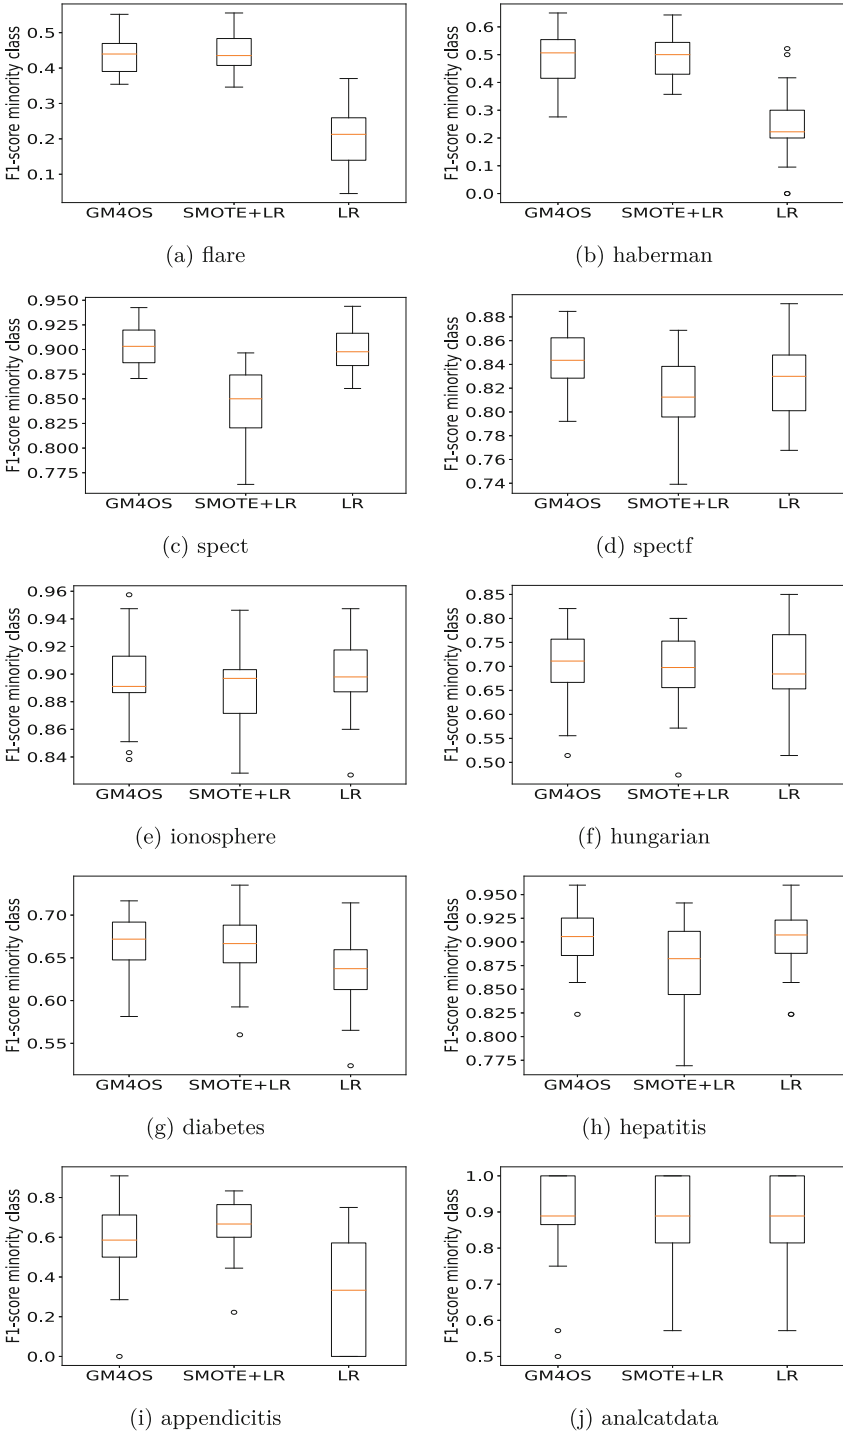 F1-score minority class
0.5
0.4
0.3
0.2
0.1
GM4OS SMOTE+LR LR
(a) flare
F1-score minority class
0.6
0.5
0.4
0.3
0.2
0.1
0.0
GM4OS SMOTE+LR LR
(b) haberman
F1-score minority class
0.950
0.925
0.900
0.875
0.850
0.825
0.800
0.775
GM4OS SMOTE+LR LR
(c) spect
F1-score minority class
0.88
0.86
0.84
0.82
0.80
0.78
0.76
0.74
GM4OS SMOTE+LR LR
(d) spectf
F1-score minority class
0.96
0.94
0.92
0.90
0.88
0.86
0.84
GM4OS SMOTE+LR LR
(e) ionosphere
F1-score minority class
0.85
0.80
0.75
0.70
0.65
0.60
0.55
0.50
GM4OS SMOTE+LR LR
(f) hungarian
F1-score minority class
0.70
0.65
0.60
0.55
GM4OS SMOTE+LR LR
(g) diabetes
F1-score minority class
0.950
0.925
0.900
0.875
0.850
0.825
0.800
0.775
GM4OS SMOTE+LR LR
(h) hepatitis
F1-score minority class
0.8
0.6
0.4
0.2
0.0
GM4OS SMOTE+LR LR
(i) appendicitis
F1-score minority class
1.0
0.9
0.8
0.7
0.6
0.5
GM4OS SMOTE+LR LR
(j) analcatdata